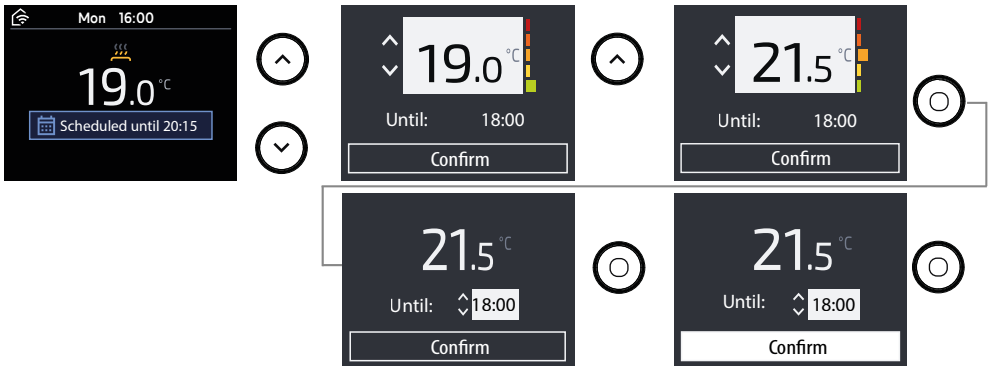 Mon 16:00
19.0 °C
Scheduled until 20:15
19.0 °C
Until: 18:00
Confirm
21.5 °C
Until: 18:00
Confirm
21.5 °C
Until: 18:00
Confirm
21.5 °C
Until: 18:00
Confirm